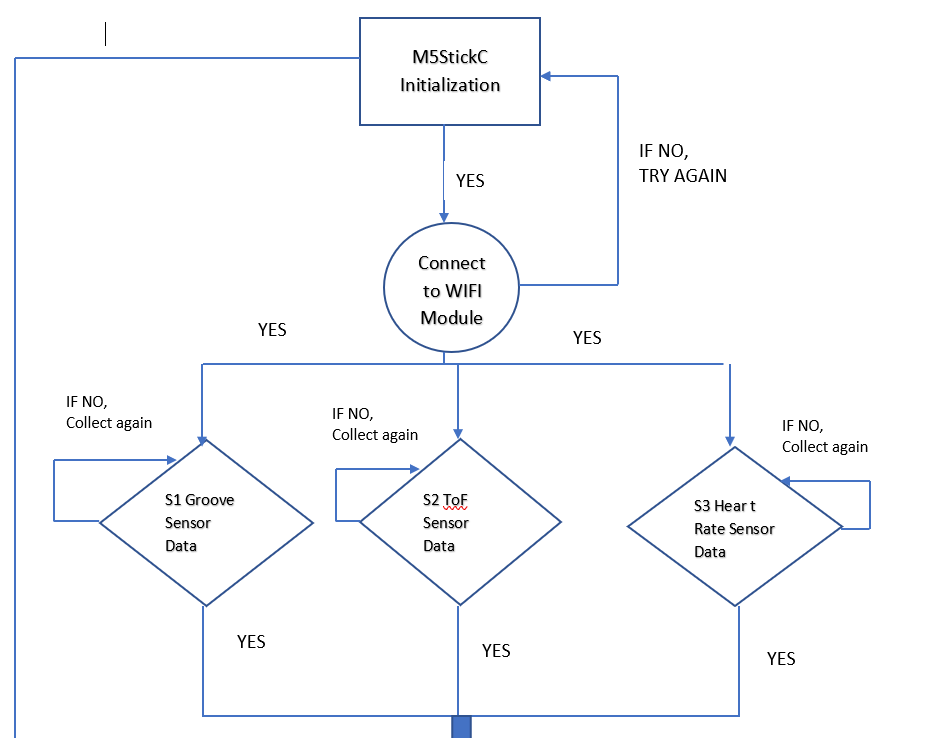 M5StickC
Initialization
IF NO,
TRY AGAIN
YES
Connect
to WIFI
Module
YES
YES
IF NO,
Collect again
IF NO,
Collect again
IF NO,
Collect again
S1 Groove
Sensor
Data
S2 ToF
Sensor
Data
S3 Hear t
Rate Sensor
Data
YES
YES
YES